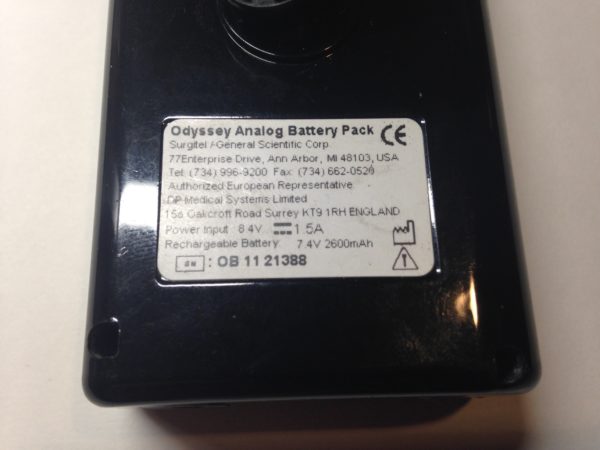 Odyssey Analog Battery Pack CE
Surgitel /General Scientific Corp
77Enterprise Drive, Ann Arbor, MI 48103, USA
Tel: (734) 996-9200 Fax: (734) 662-0520
Authorized European Representative
DP Medical Systems Limited
15a Oakcroft Road Surrey KT9 1RH ENGLAND
Power Input : 8.4V 1.5A
Rechargeable Battery 7.4V 2600mAh
SN : OB 11 21388